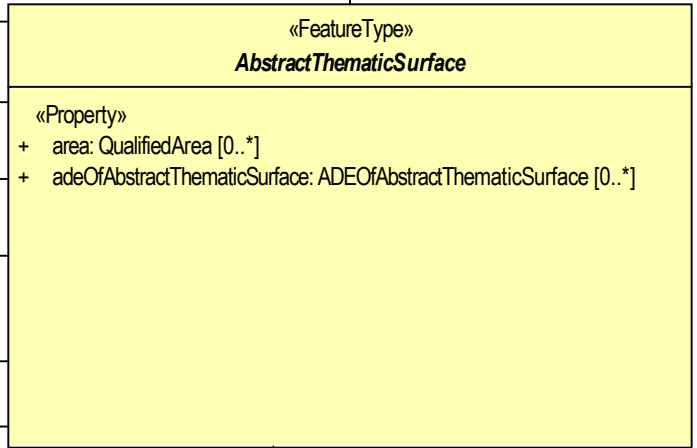 «FeatureType»
AbstractThematicSurface
«Property»
+ area: QualifiedArea [0..*]
+ adeOfAbstractThematicSurface: ADEOfAbstractThematicSurface [0..*]